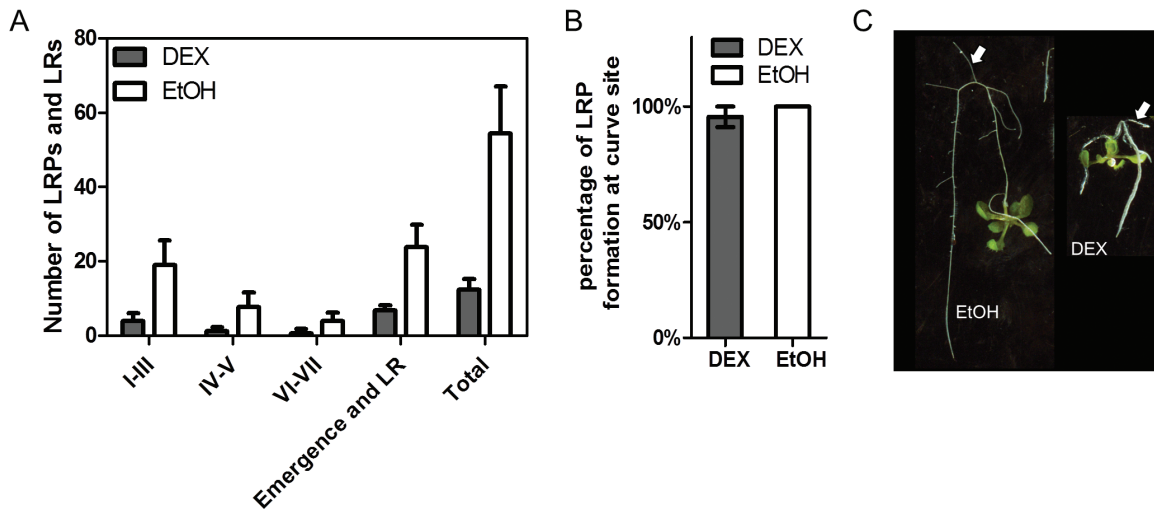 A
Number of LRPs and LRs
80
60
40
20
0
DEX
EtOH
I-III
IV-V
VI-VII
Emergence and LR
Total
B
percentage of LRP
formation at curve site
100%
50%
0%
DEX
EtOH
DEX
EtOH
C
EtOH
DEX